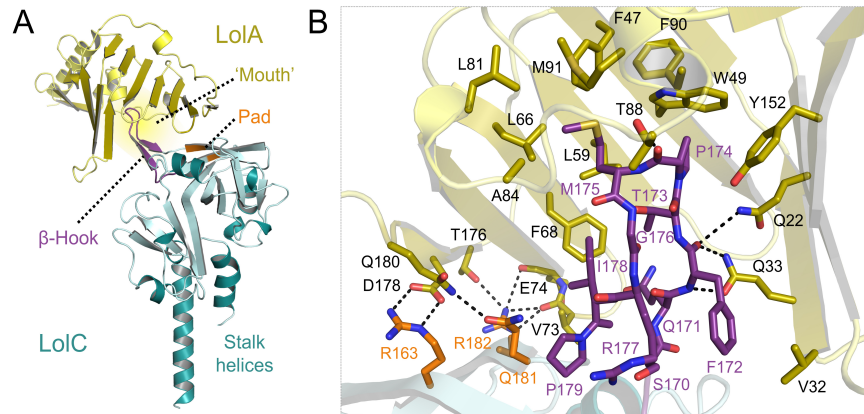 A
LolA
'Mouth'
Pad
β-Hook
LolC
Stalk
helices
B
F47
F90
L81
M91
W49
Y152
L66
T88
P174
L59
A84
M175
T173
Q22
T176
F68
G176
Q180
Q33
D178
I178
E74
V73
Q171
R163
R182
R177
F172
Q181
P179
S170
V32